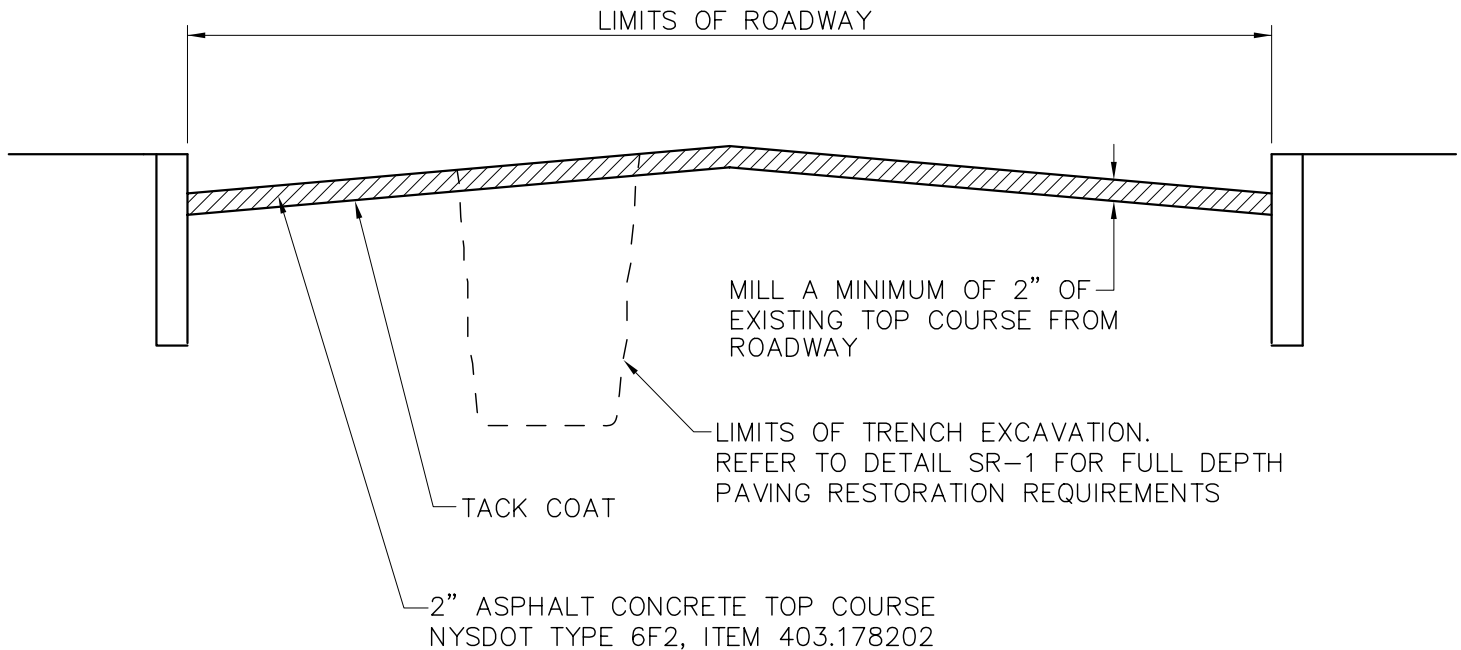 LIMITS OF ROADWAY
MILL A MINIMUM OF 2” OF
EXISTING TOP COURSE FROM
ROADWAY
LIMITS OF TRENCH EXCAVATION.
REFER TO DETAIL SR-1 FOR FULL DEPTH
PAVING RESTORATION REQUIREMENTS
TACK COAT
2” ASPHALT CONCRETE TOP COURSE
NYSDOT TYPE 6F2, ITEM 403.178202